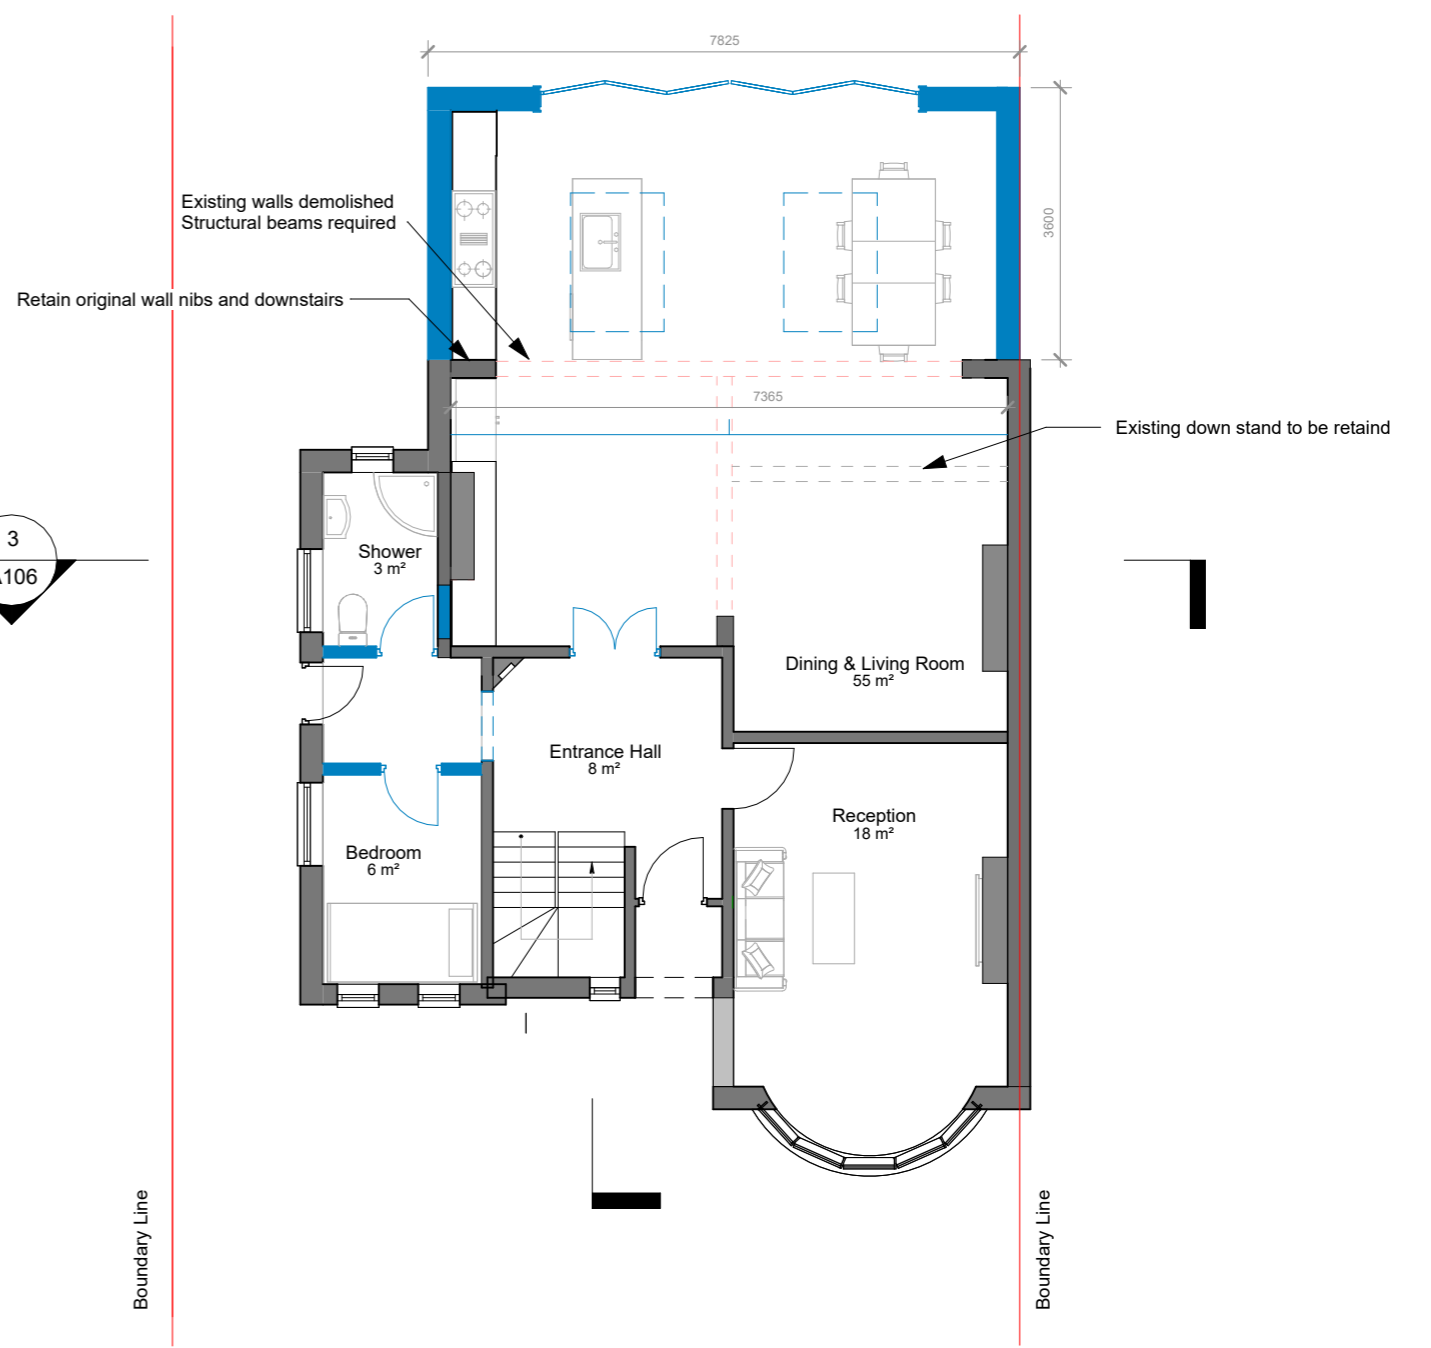 7825
Existing walls demolished
Structural beams required
3600
Retain original wall nibs and downstairs
7365
Existing down stand to be retaind
3
106
Shower
3 m²
Dining & Living Room
55 m²
Entrance Hall
8 m²
Reception
18 m²
Bedroom
6 m²
Boundary Line
Boundary Line